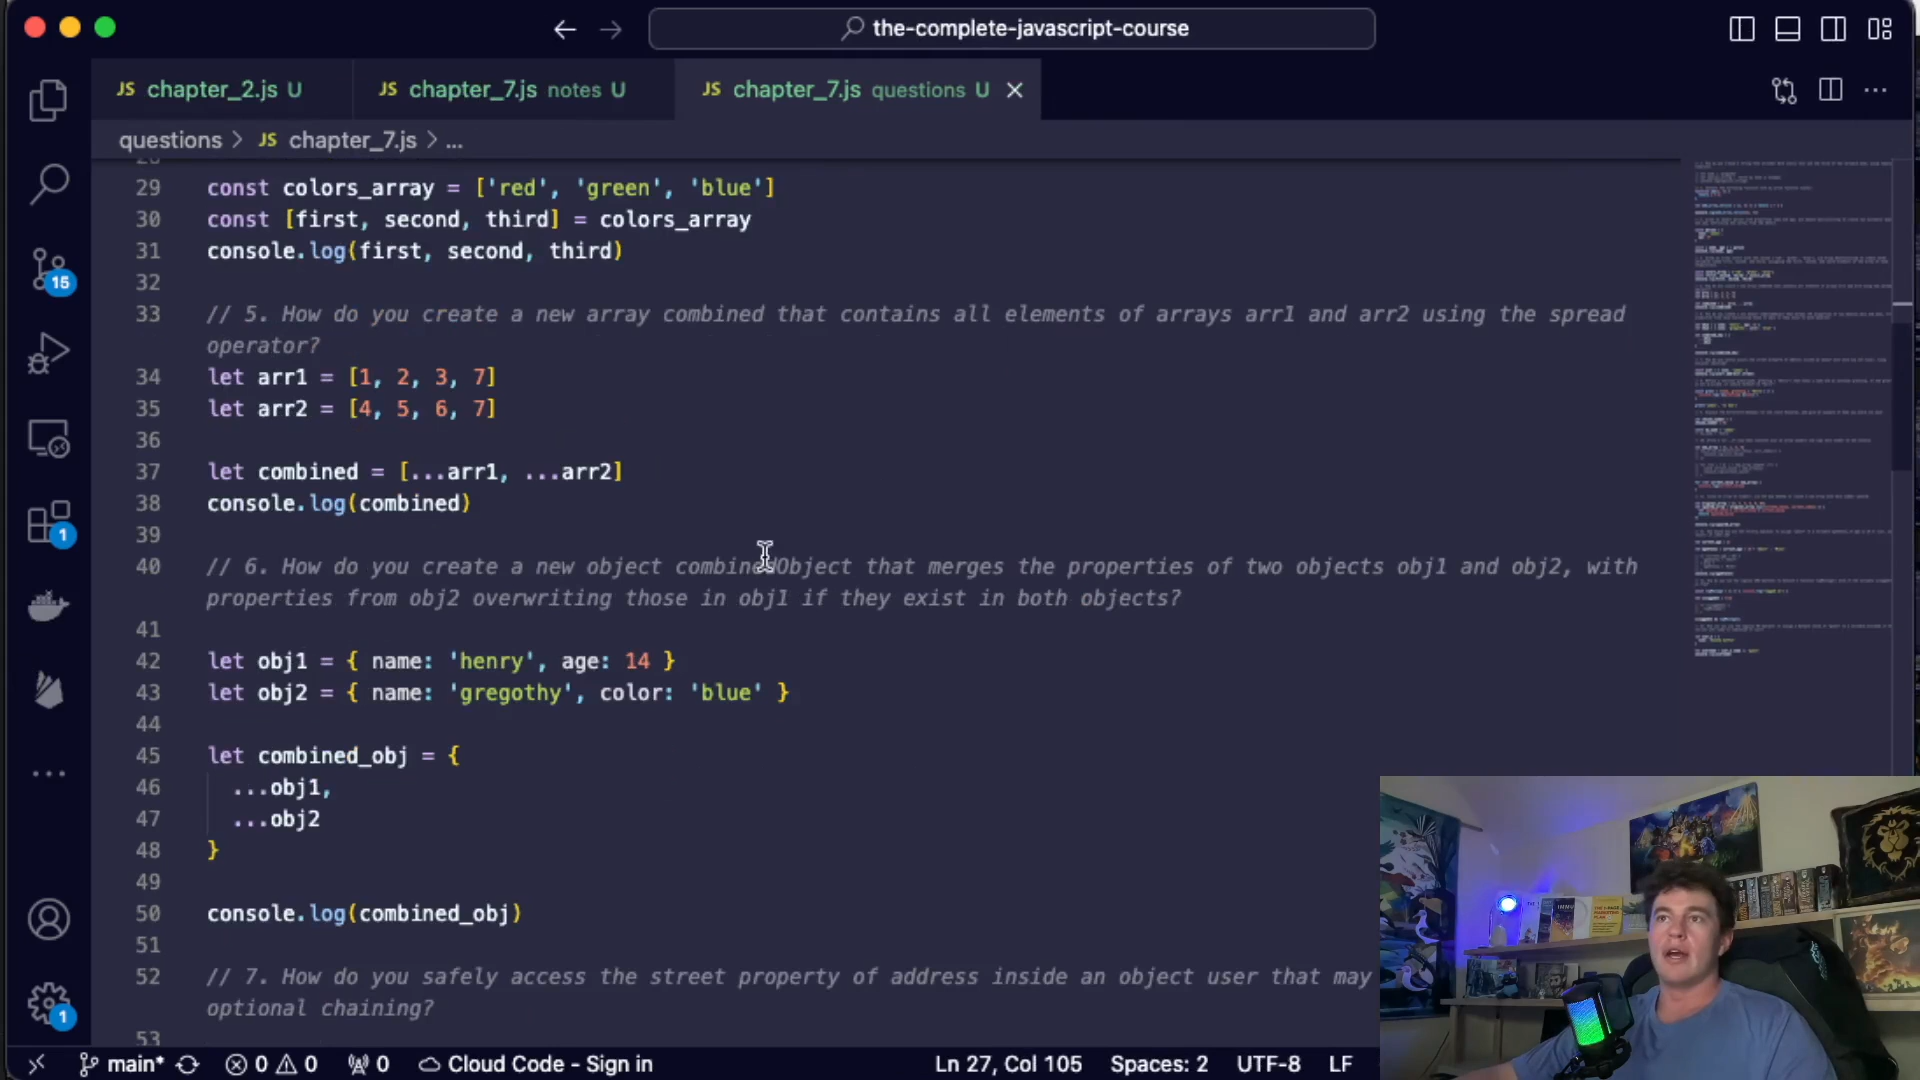 the-complete-javascript-course
JS chapter_2.js U
JS chapter_7.js notes U
JS chapter_7.js questions U
questions > JS chapter_7.js > ...
29 const colors_array = ['red', 'green', 'blue']
30 const [first, second, third] = colors_array
31 console.log(first, second, third)
32
33 // 5. How do you create a new array combined that contains all elements of arrays arr1 and arr2 using the spread
operator?
34 let arr1 = [1, 2, 3, 7]
35 let arr2 = [4, 5, 6, 7]
36
37 let combined = [...arr1, ...arr2]
38 console.log(combined)
39
40 // 6. How do you create a new object combinedObject that merges the properties of two objects obj1 and obj2, with
properties from obj2 overwriting those in obj1 if they exist in both objects?
41
42 let obj1 = { name: 'henry', age: 14 }
43 let obj2 = { name: 'gregothy', color: 'blue' }
44
45 let combined_obj = {
46 ...obj1,
47 ...obj2
48 }
49
50 console.log(combined_obj)
51
52 // 7. How do you safely access the street property of address inside an object user that may
optional chaining?
53
15
1
1
main* 0 0 0 Cloud Code - Sign in Ln 27, Col 105 Spaces: 2 UTF-8 LF